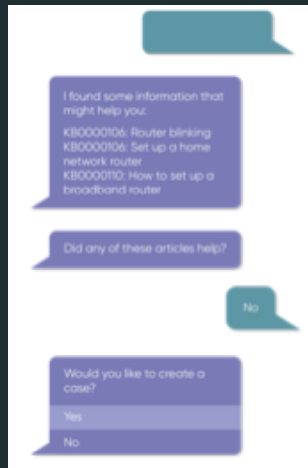 I found some information that
might help you:
KB0000106: Router blinking
KB0000106: Set up a home
network router
KB0000110: How to set up a
broadband router
Did any of these articles help?
No
Would you like to create a
case?
Yes
No